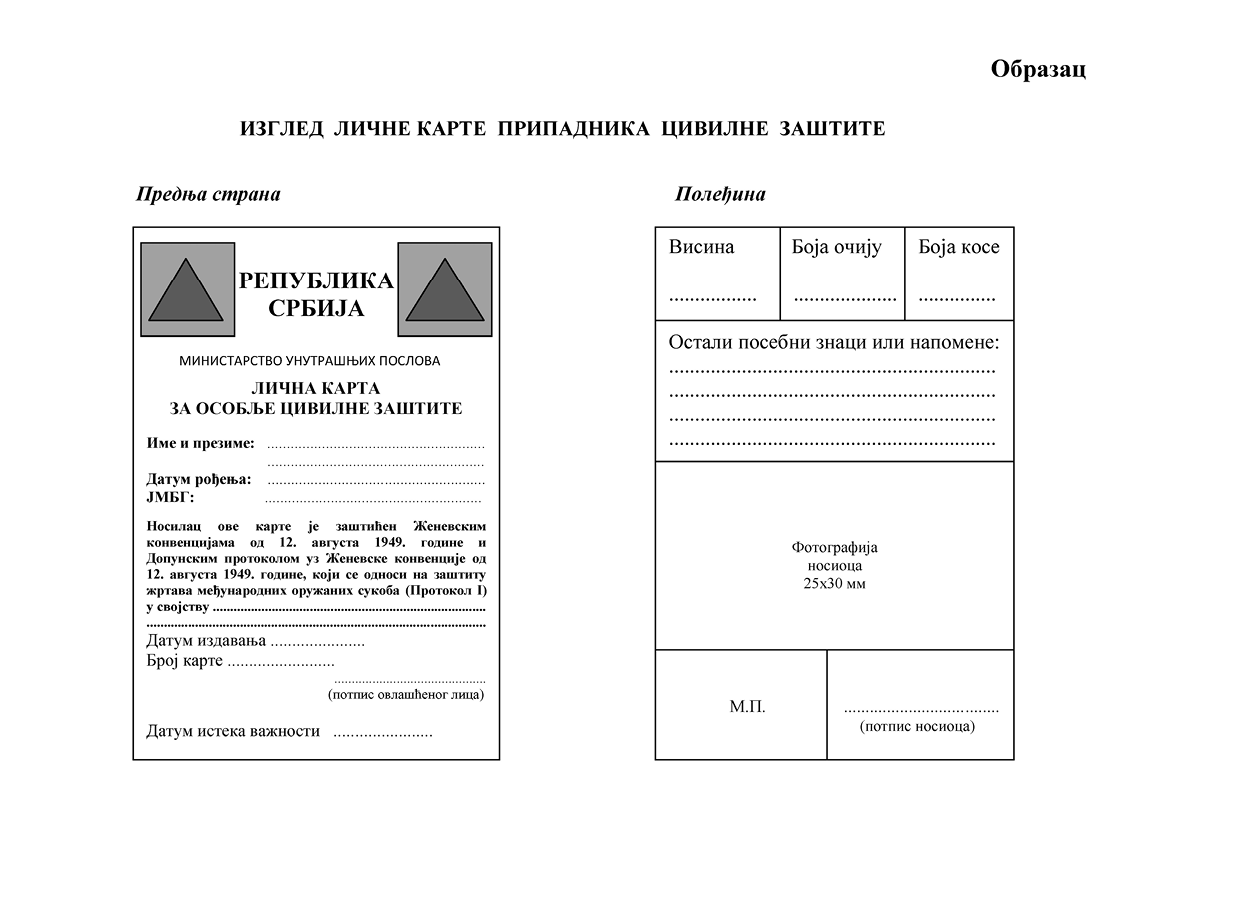 Образац
ИЗГЛЕД ЛИЧНЕ КАРТЕ ПРИПАДНИКА ЦИВИЛНЕ ЗАШТИТЕ
Предња страна
РЕПУБЛИКА
СРБИЈА
МИНИСТАРСТВО УНУТРАШЊИХ ПОСЛОВА
ЛИЧНА КАРТА
ЗА ОСОБЉЕ ЦИВИЛНЕ ЗАШТИТЕ
Име и презиме: ........................................................
........................................................
Датум рођења: ........................................................
ЈМБГ: ........................................................
Носилац ове карте је заштићен Женевским
конвенцијама од 12. августа 1949. године и
Допунским протоколом уз Женевске конвенције од
12. августа 1949. године, који се односи на заштиту
жртава међународних оружаних сукоба (Протокол I)
у својству ................................................................................
....................................................................................................
Датум издавања ......................
Број карте .........................
.............................................
(потпис овлашћеног лица)
Датум истека важности .......................
Полеђина
Висина Боја очију Боја косе
................. .................... ...............
Остали посебни знаци или напомене:
...............................................................
...............................................................
...............................................................
...............................................................
Фотографија
носиоца
25х30 мм
М.П.
....................................
(потпис носиоца)